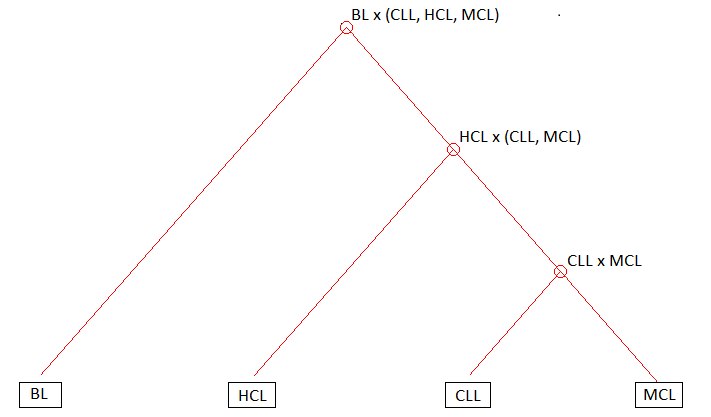 BL x (CLL, HCL, MCL)
HCL x (CLL, MCL)
CLL x MCL
BL
HCL
CLL
MCL